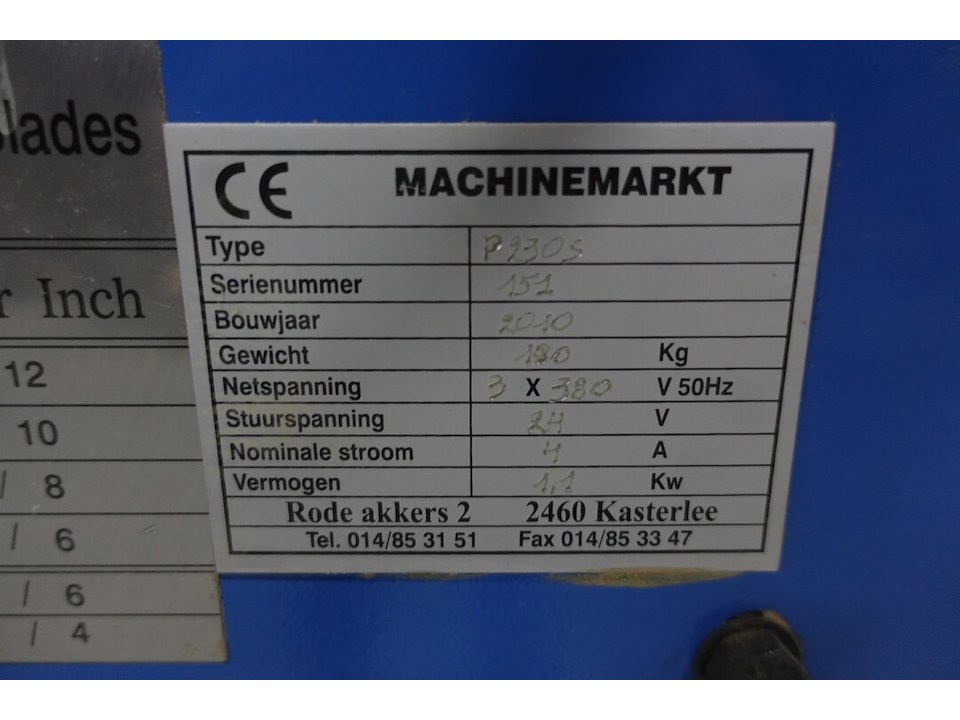 lades
r Inch
12
10
/ 8
/ 6
/ 6
/ 4
CE MACHINEMARKT
Type P230S
Serienummer 151
Bouwjaar 2010
Gewicht Kg
Netspanning 3 X 380 V 50Hz
Stuurspanning 24 V
Nominale stroom 4 A
Vermogen 1,1 Kw
Rode akkers 2 2460 Kasterlee
Tel. 014/85 31 51 Fax 014/85 33 47